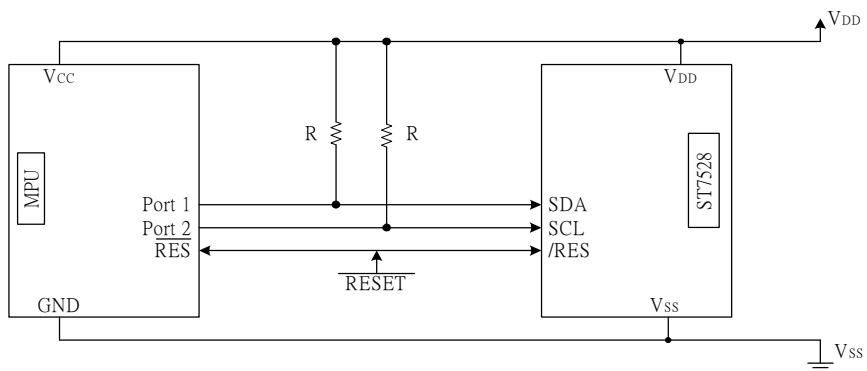 VDD
VCC
VDD
R
R
MPU
ST7528
Port 1
SDA
Port 2
SCL
RES
/RES
RESET
GND
VSS
VSS